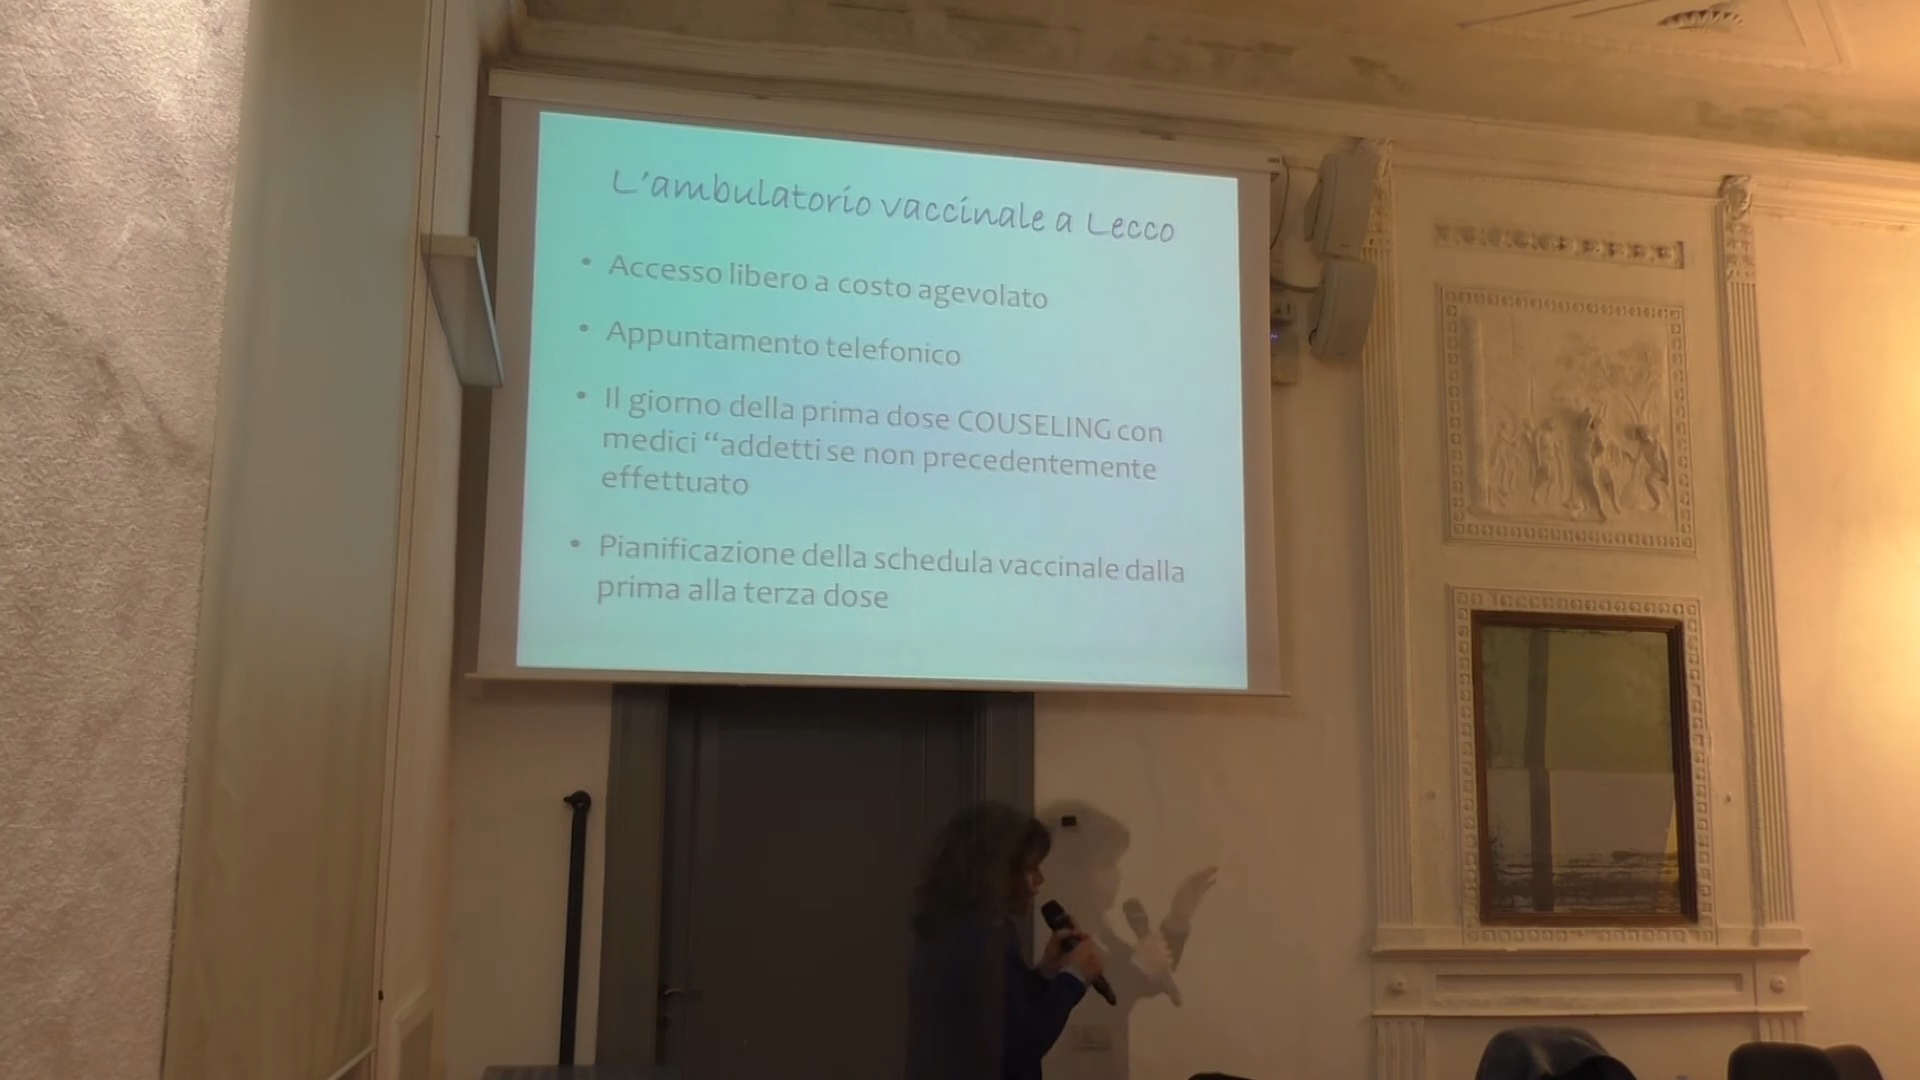 L'ambulatorio vaccinale a Lecco
• Accesso libero a costo agevolato
• Appuntamento telefonico
• Il giorno della prima dose COUSELING con
medici “addetti se non precedentemente
effettuato
• Pianificazione della schedula vaccinale dalla
prima alla terza dose